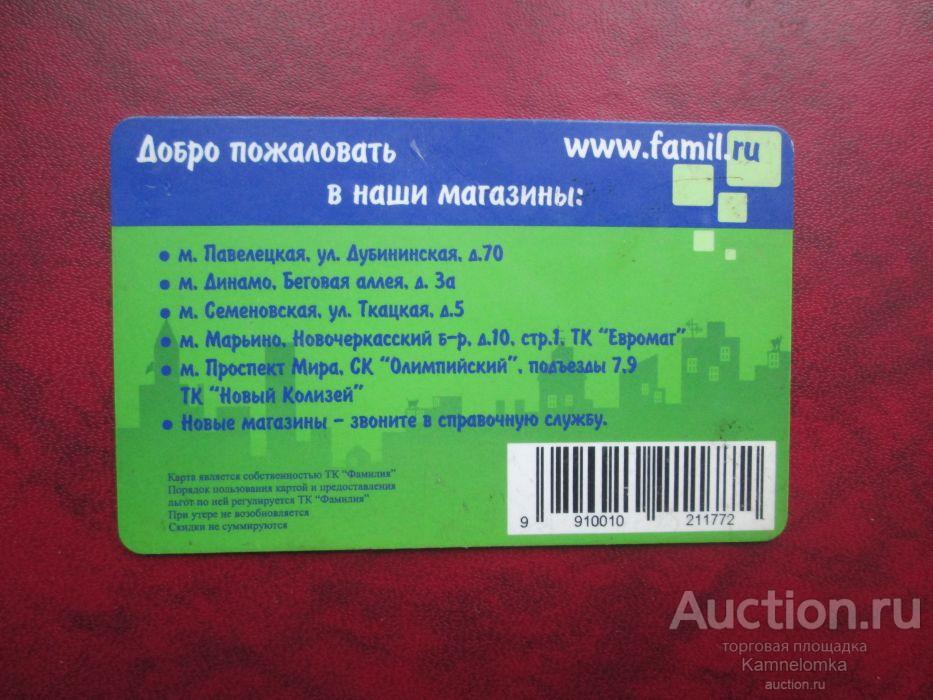 Добро пожаловать www.famil.ru
в наши магазины:
• м. Павелецкая, ул. Дубининская, д.70
• м. Динамо, Беговая аллея, д. 3а
• м. Семеновская, ул. Ткацкая, д.5
• м. Марьино, Новочеркасский б-р, д.10, стр.1, ТК "Евромаг"
• м. Проспект Мира, СК "Олимпийский", подъезды 7,9
ТК "Новый Колизей"
• Новые магазины – звоните в справочную службу.
Карта является собственностью ТК "Фамилия"
Порядок пользования картой и предоставления
льгот по ней регулируется ТК "Фамилия"
При утере не возобновляется
Скидки не суммируются
9 910010 211772
Auction.ru
торговая площадка
Kamnelomka
auction.ru